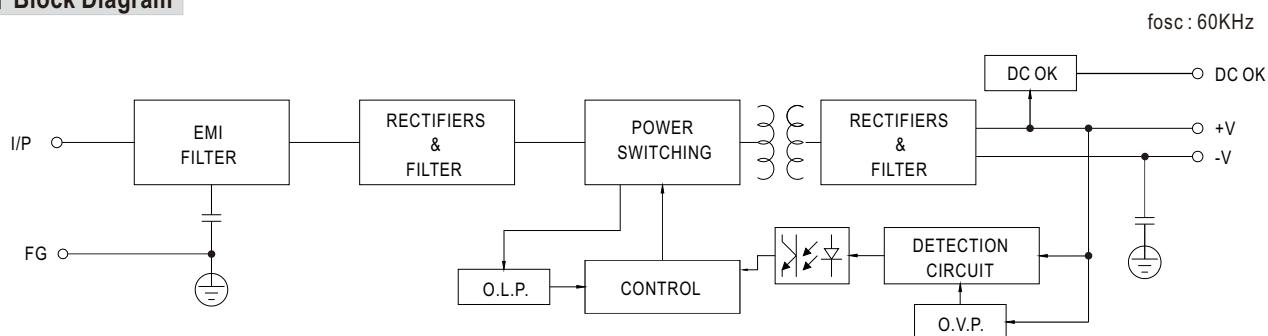 Block Diagram
fosc : 60KHz
DC OK
DC OK
I/P
EMI
FILTER
RECTIFIERS
&
FILTER
POWER
SWITCHING
RECTIFIERS
&
FILTER
+V
-V
FG
O.L.P.
CONTROL
DETECTION
CIRCUIT
O.V.P.